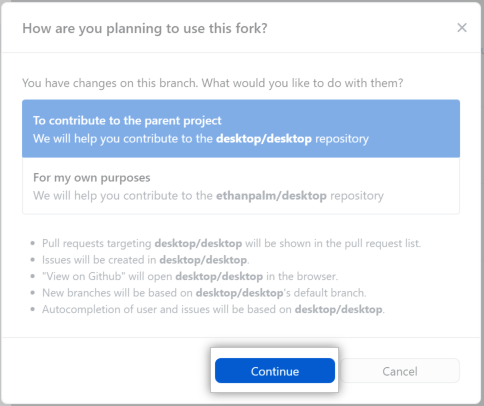 How are you planning to use this fork?
You have changes on this branch. What would you like to do with them?
To contribute to the parent project
We will help you contribute to the desktop/desktop repository
For my own purposes
We will help you contribute to the ethanpalm/desktop repository
• Pull requests targeting desktop/desktop will be shown in the pull request list.
• Issues will be created in desktop/desktop.
• "View on Github" will open desktop/desktop in the browser.
• New branches will be based on desktop/desktop's default branch.
• Autocompletion of user and issues will be based on desktop/desktop.
Continue Cancel